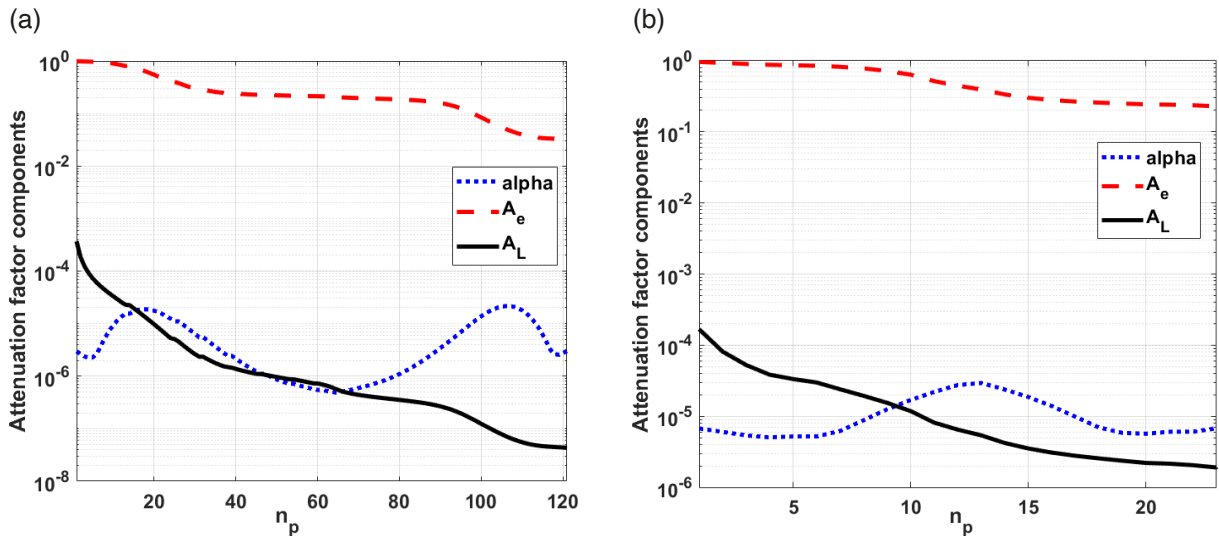 (a)
Attenuation factor components
10^0
10^-2
10^-4
10^-6
10^-8
20 40 60 80 100 120
n_p
alpha
A_e
A_L
(b)
Attenuation factor components
10^0
10^-1
10^-2
10^-3
10^-4
10^-5
10^-6
5 10 15 20
n_p
alpha
A_e
A_L